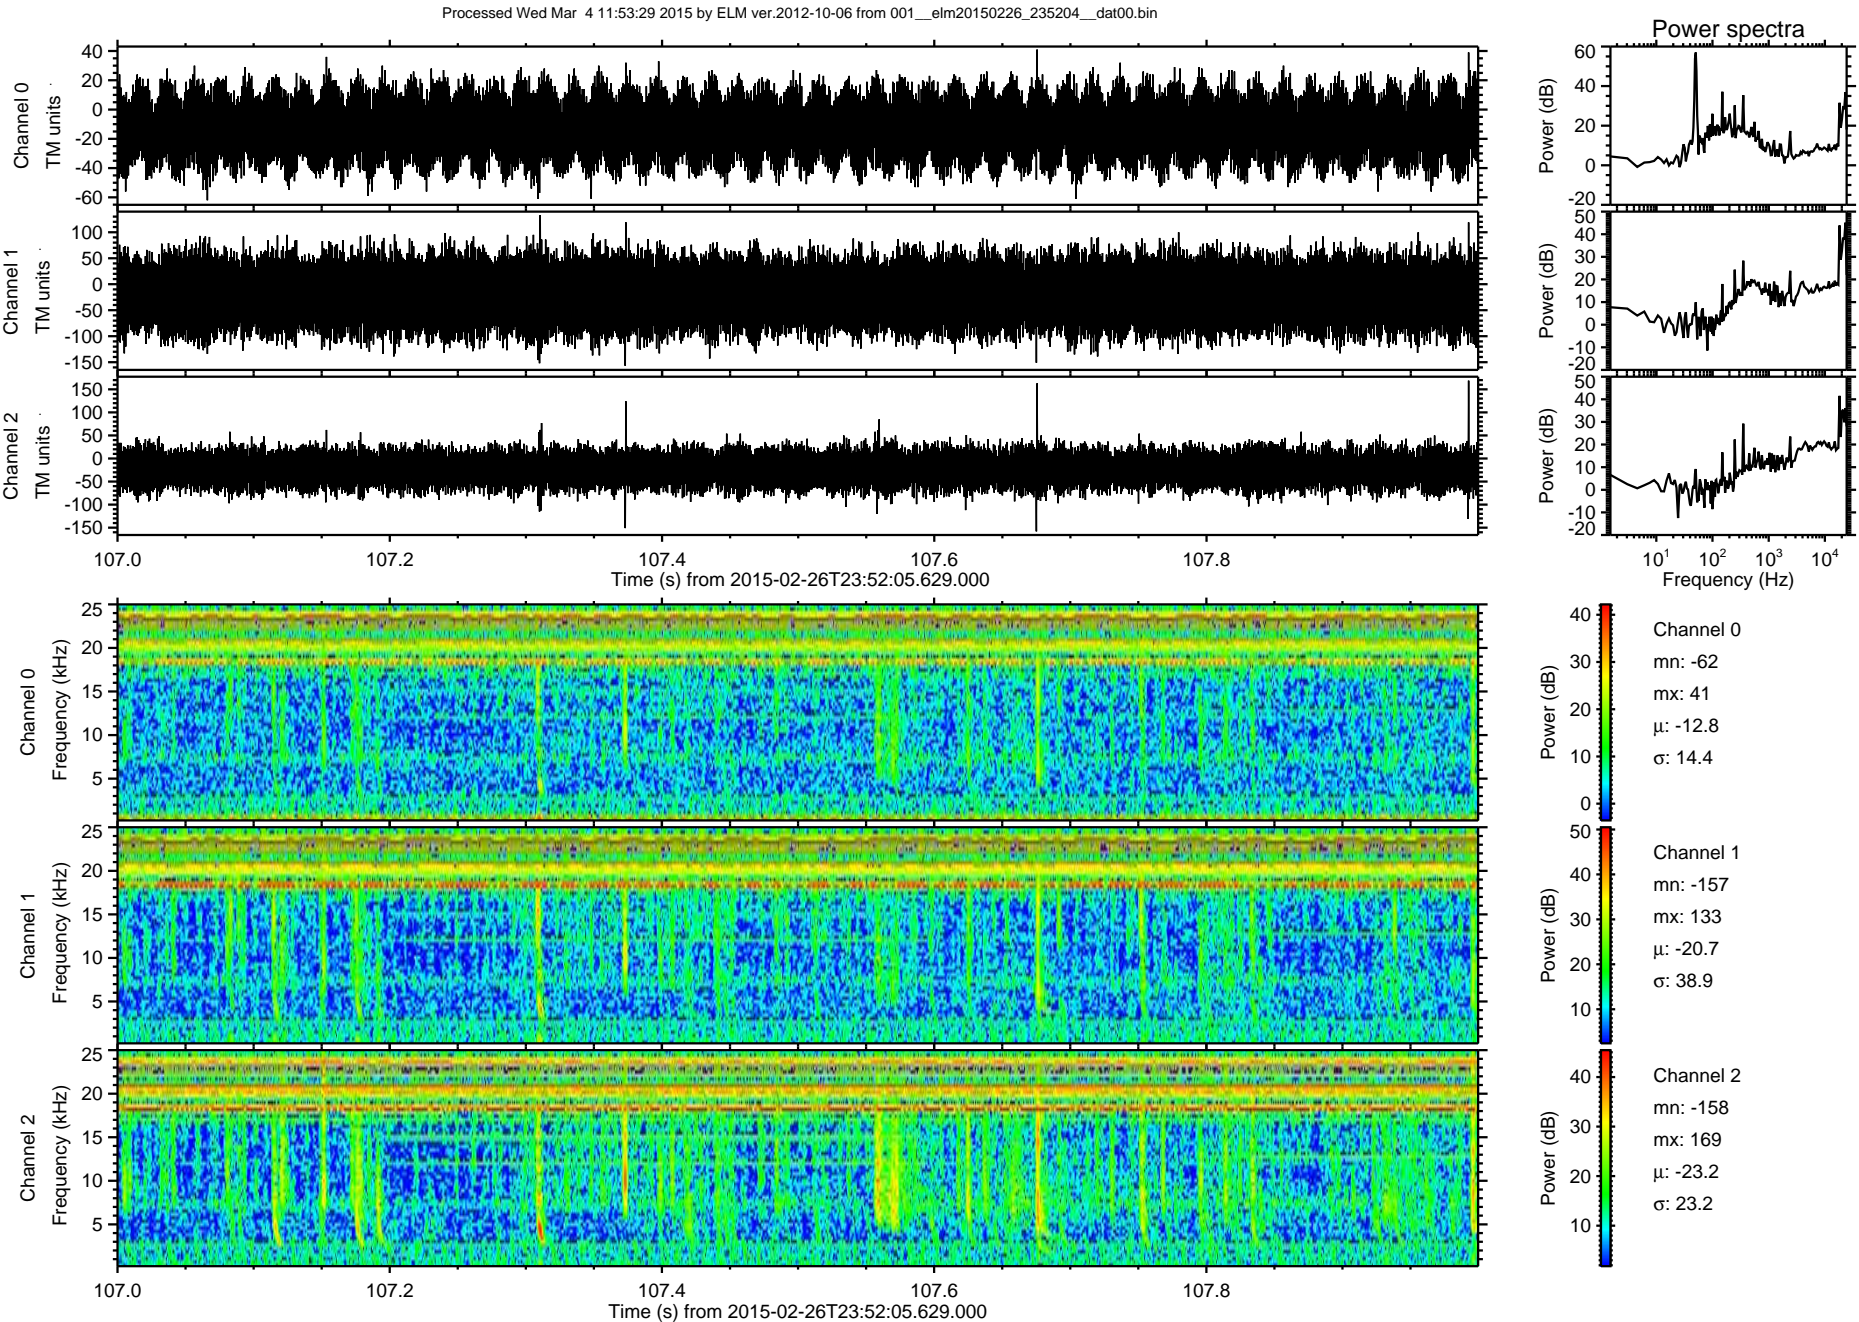 Processed Wed Mar  4 11:53:29 2015 by ELM ver.2012-10-06 from 001__elm20150226_235204__dat00.bin
Power spectra
Channel 0
TM units
40
20
0
-20
-40
-60
Power (dB)
60
40
20
0
-20
Channel 1
TM units
100
50
0
-50
-100
-150
Power (dB)
50
40
30
20
10
0
-10
-20
Channel 2
TM units
150
100
50
0
-50
-100
-150
Power (dB)
50
40
30
20
10
0
-10
-20
107.0 107.2 107.4 107.6 107.8
Time (s) from 2015-02-26T23:52:05.629.000
10¹ 10² 10³ 10⁴
Frequency (Hz)
Channel 0
Frequency (kHz)
25
20
15
10
5
Power (dB)
40
30
20
10
0
Channel 0
mn: -62
mx: 41
μ: -12.8
σ: 14.4
Channel 1
Frequency (kHz)
25
20
15
10
5
Power (dB)
50
40
30
20
10
Channel 1
mn: -157
mx: 133
μ: -20.7
σ: 38.9
Channel 2
Frequency (kHz)
25
20
15
10
5
Power (dB)
40
30
20
10
Channel 2
mn: -158
mx: 169
μ: -23.2
σ: 23.2
107.0 107.2 107.4 107.6 107.8
Time (s) from 2015-02-26T23:52:05.629.000